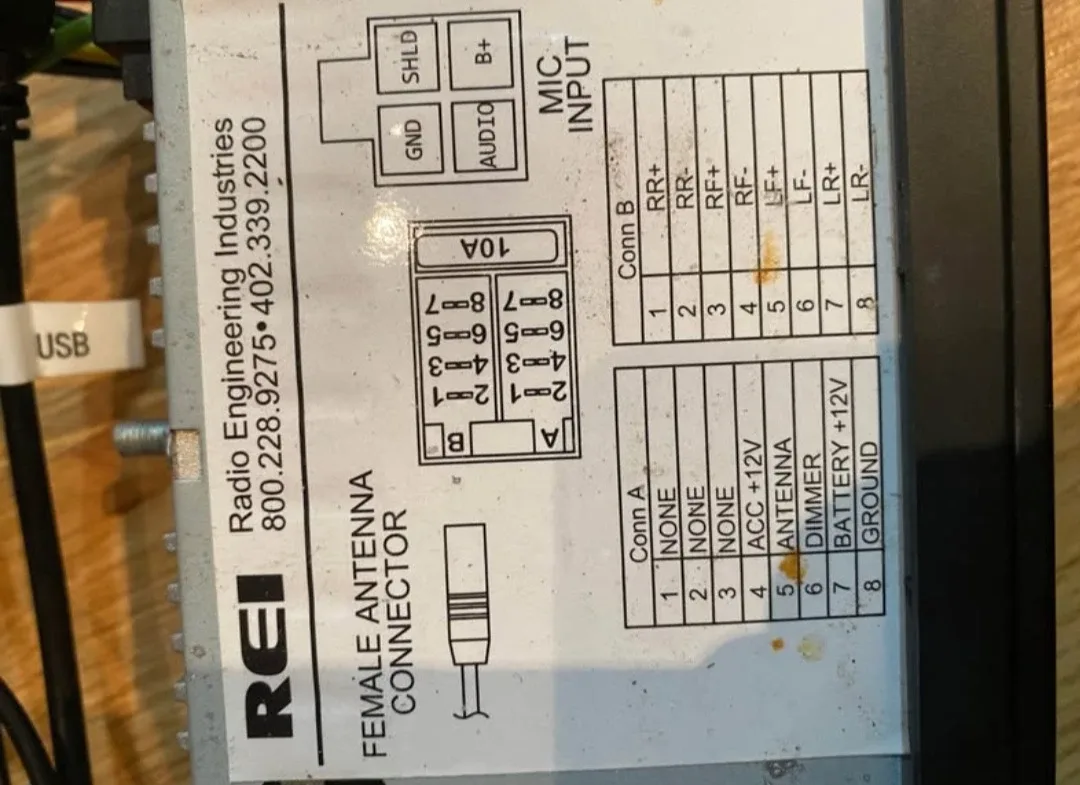 REI
Radio Engineering Industries
800.228.9275•402.339.2200
FEMALE ANTENNA
CONNECTOR
B 2 1 4 3 6 5 8 7
A 2 1 4 3 6 5 8 7
10A
GND SHLD
AUDIO B+
MIC
INPUT
Conn A
1 NONE
2 NONE
3 NONE
4 ACC +12V
5 ANTENNA
6 DIMMER
7 BATTERY +12V
8 GROUND
Conn B
1 RR+
2 RR-
3 RF+
4 RF-
5 LF+
6 LF-
7 LR+
8 LR-
USB